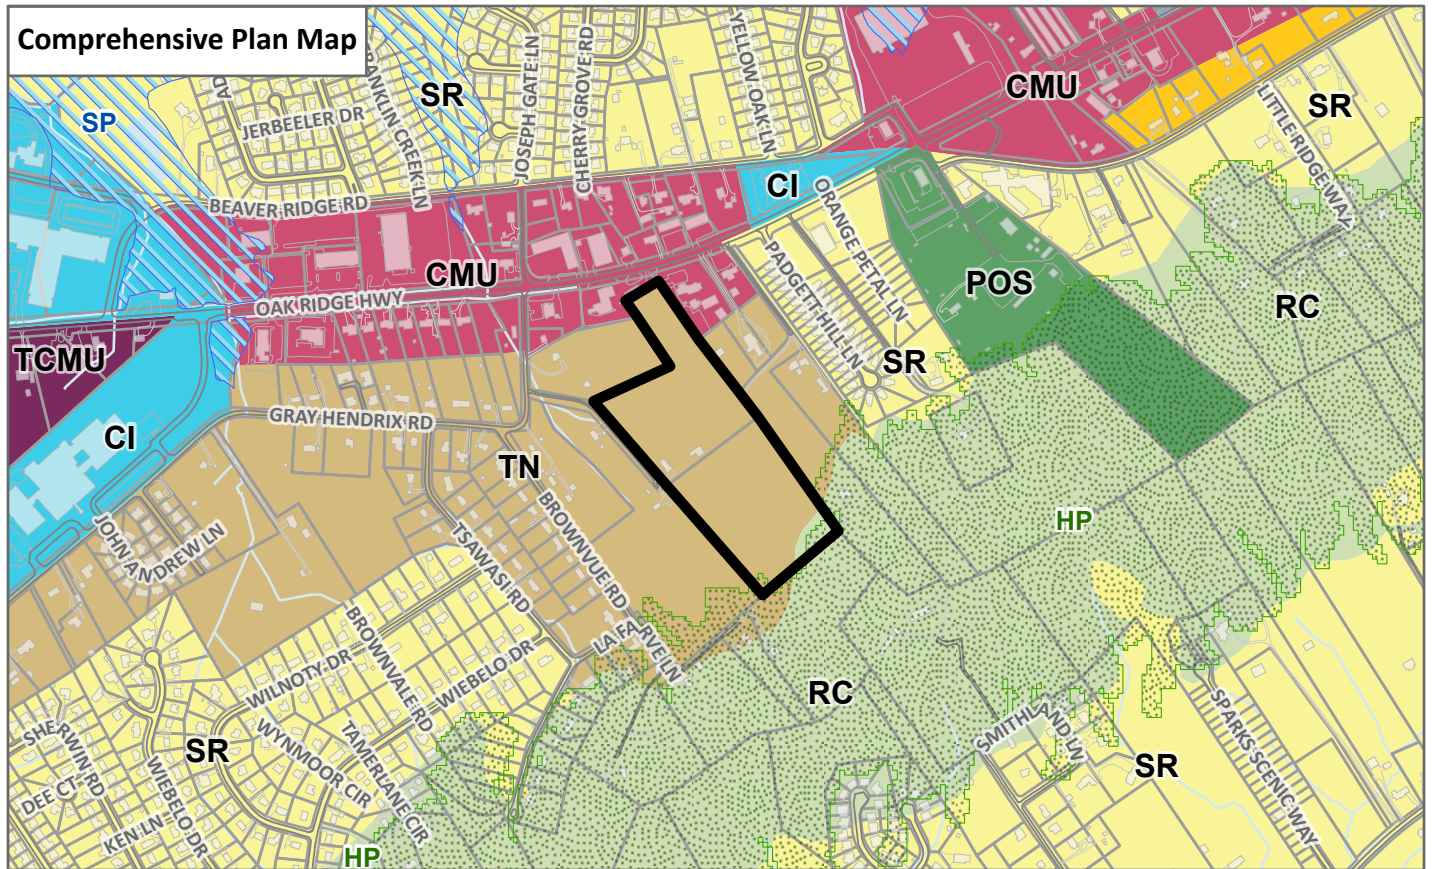 Comprehensive Plan Map
AD
JERBEELER DR
FRANKLIN CREEK LN
SR
JOSEPH GATE LN
CHERRY GROVE RD
YELLOW OAK LN
CMU
LITTLE RIDGE WAY
SR
SP
BEAVER RIDGE RD
CI
ORANGE PETAL LN
PADGETT HILL LN
CMU
OAK RIDGE HWY
POS
RC
TCMU
SR
GRAY HENDRIX RD
CI
TN
BROWNVUE RD
HP
JOHN ANDREW LN
TSAWASI RD
LA FARVE LN
BROWNVALE RD
WILNOTY DR
WIEBELO DR
RC
SHERWIN RD
SR
WYNMOOR CIR
TAMERLANE CIR
SMITHLAND LN
SR
SPARKS SCENIC WAY
DEE CT
KEN LN
WIEBELO DR
HP